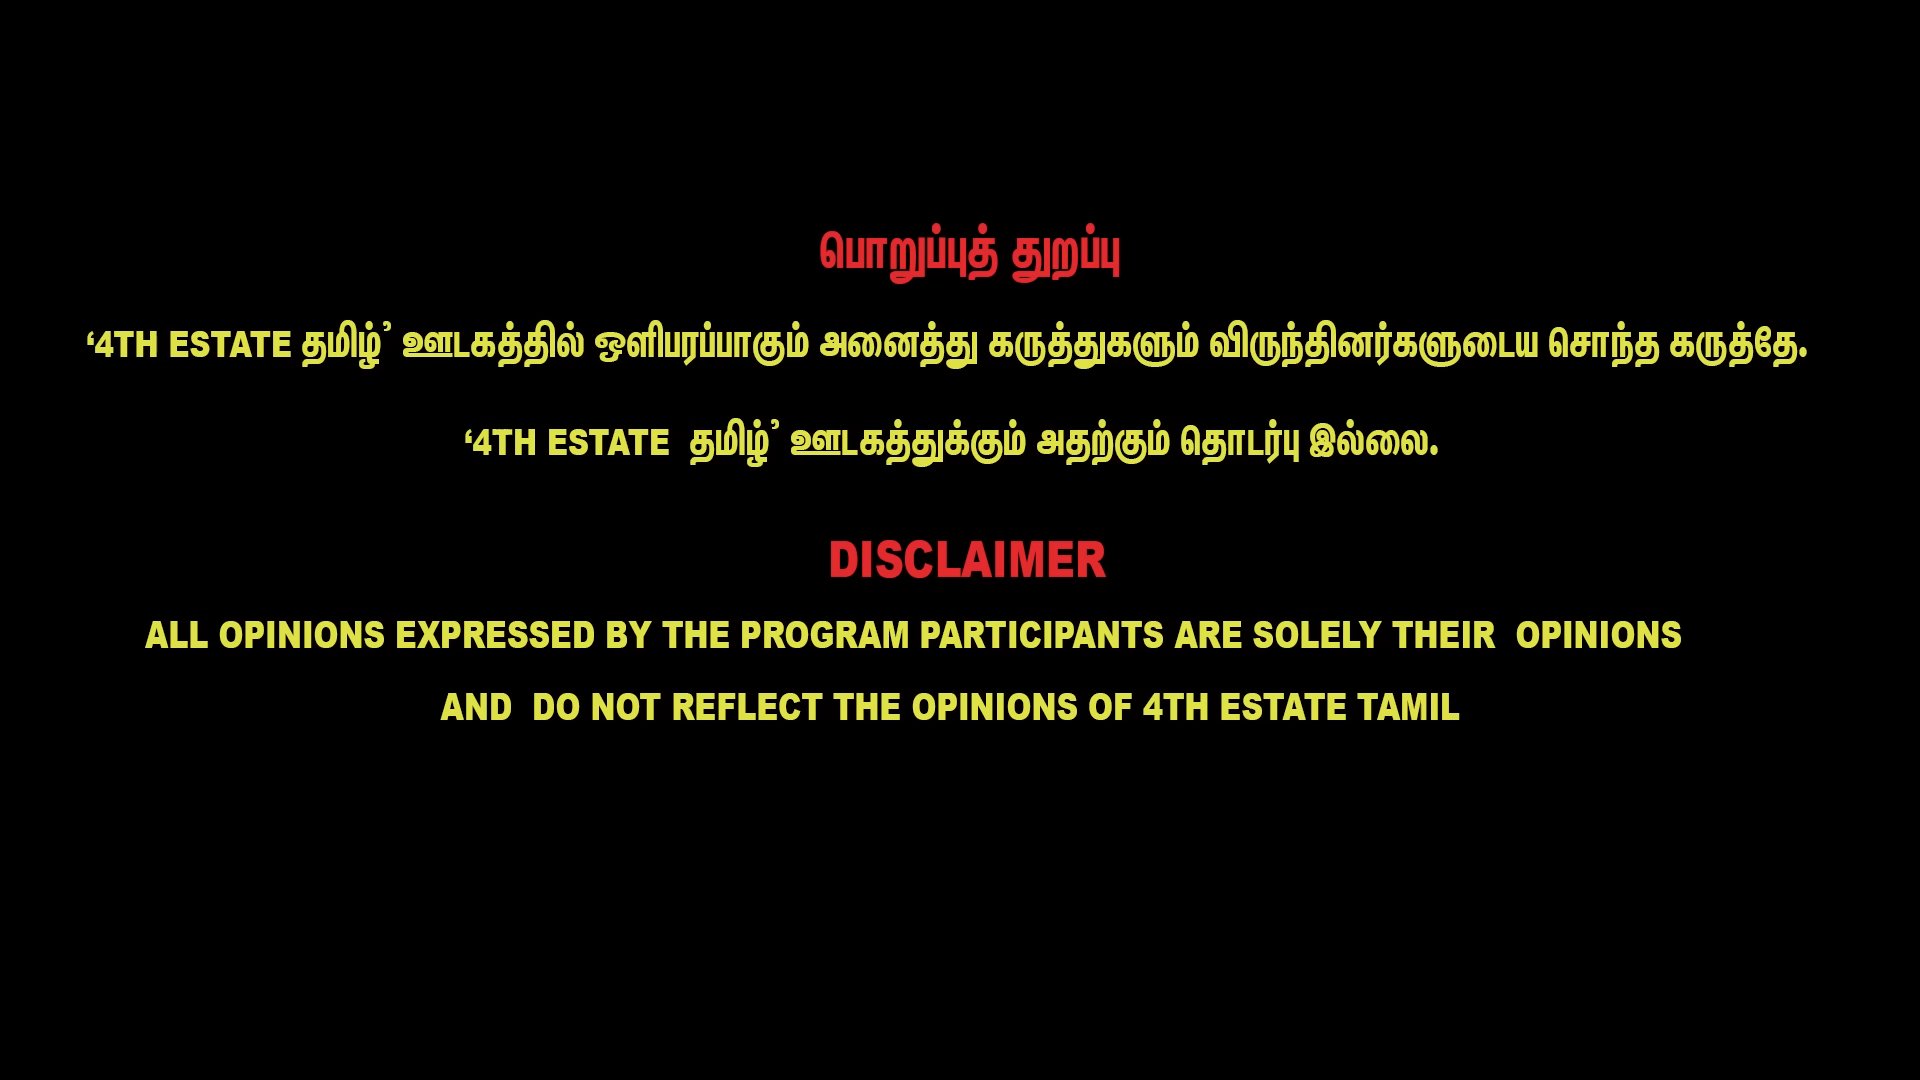 பொறுப்புத் துறப்பு
‘4TH ESTATE தமிழ்’ ஊடகத்தில் ஒளிபரப்பாகும் அனைத்து கருத்துகளும் விருந்தினர்களுடைய சொந்த கருத்தே.
‘4TH ESTATE தமிழ்’ ஊடகத்துக்கும் அதற்கும் தொடர்பு இல்லை.
DISCLAIMER
ALL OPINIONS EXPRESSED BY THE PROGRAM PARTICIPANTS ARE SOLELY THEIR OPINIONS
AND DO NOT REFLECT THE OPINIONS OF 4TH ESTATE TAMIL